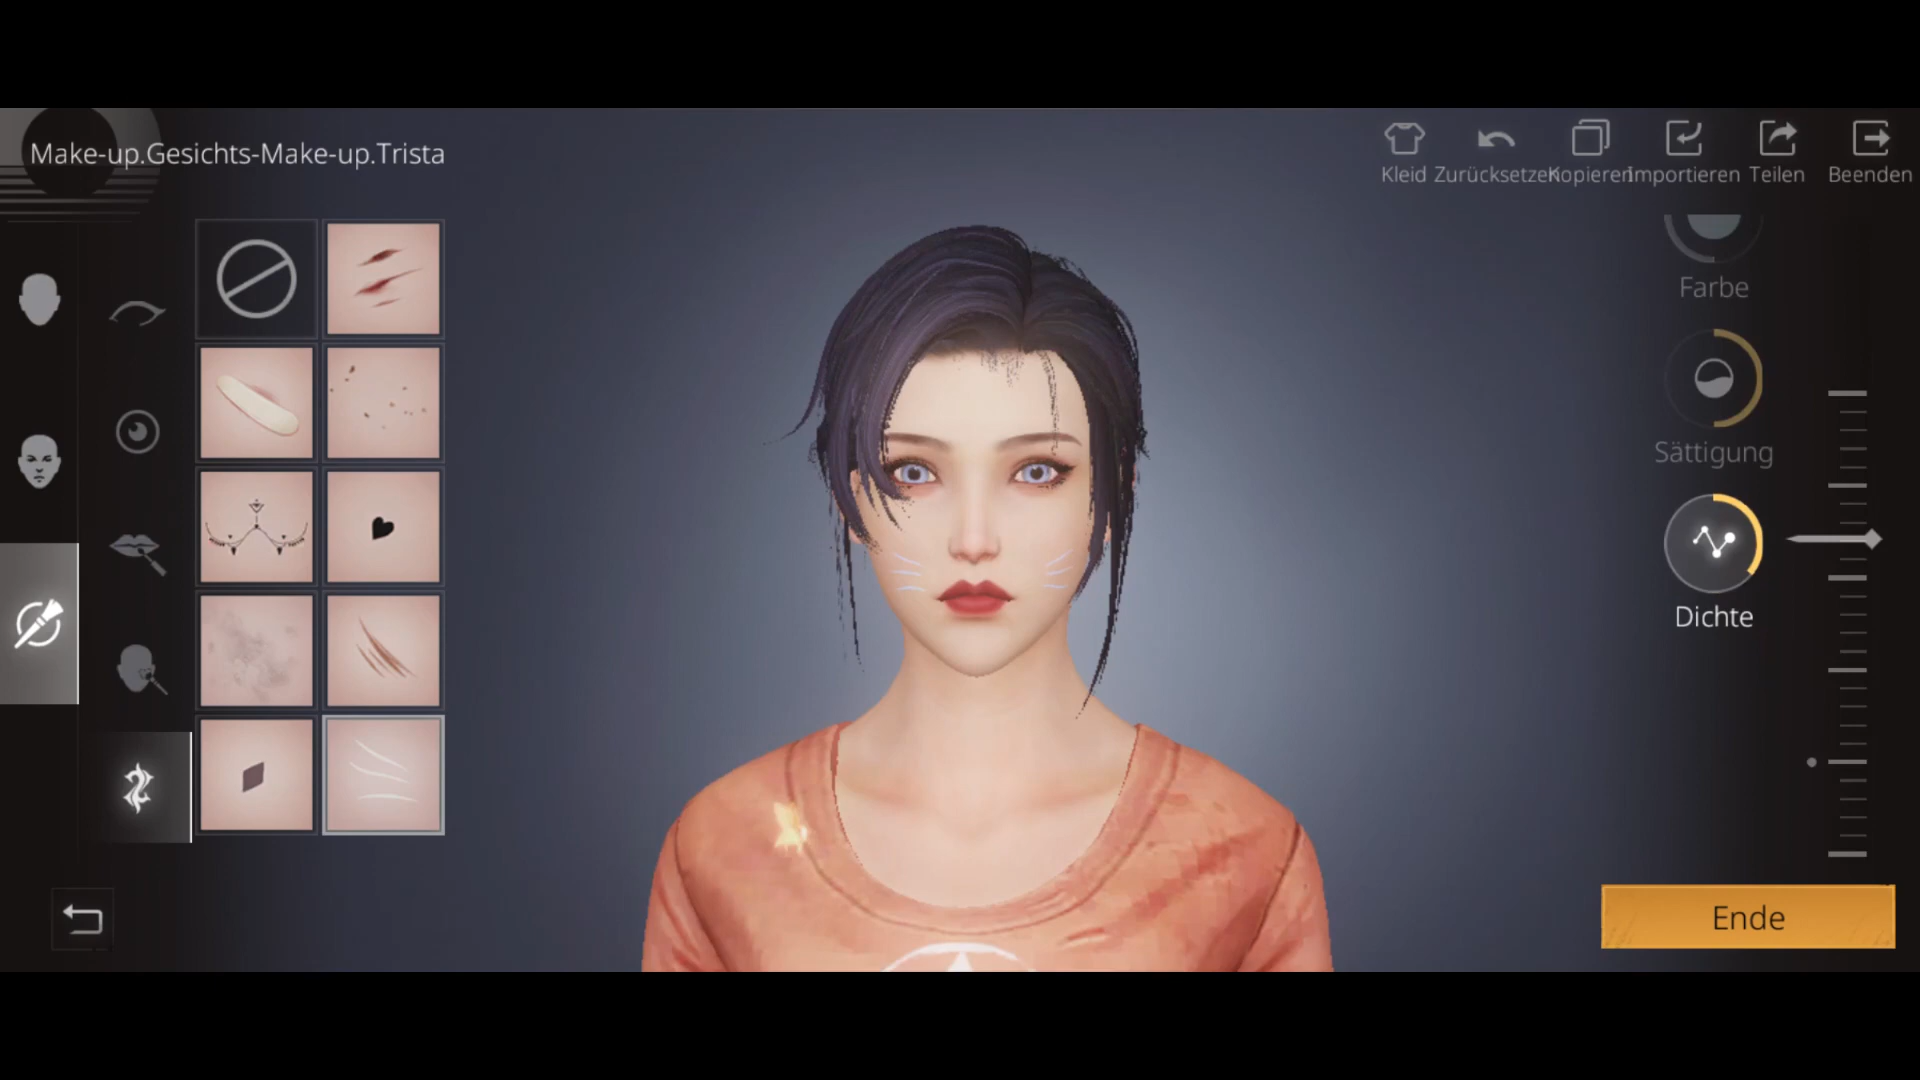 Make-up.Gesichts-Make-up.Trista
Kleid Zurücksetzen Kopieren Importieren Teilen Beenden
Farbe
Sättigung
Dichte
Ende